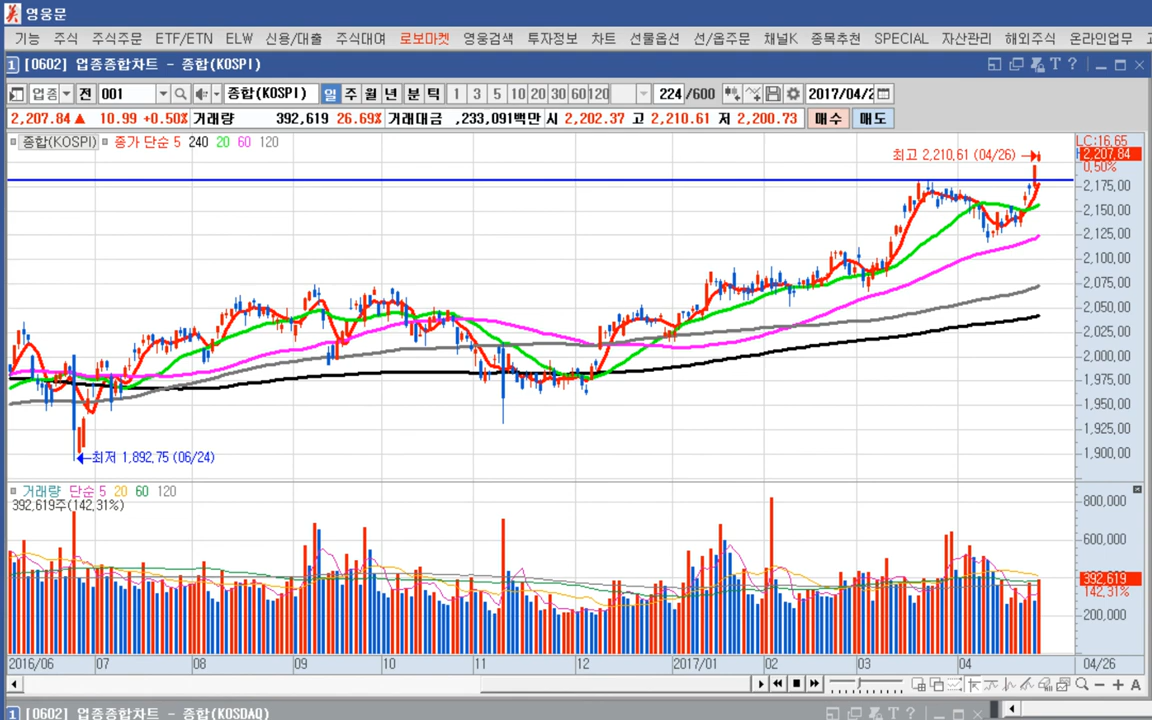 영웅문
기능 주식 주식주문 ETF/ETN ELW 신용/대출 주식대여 로보마켓 영웅검색 투자정보 차트 선물옵션 선/옵주문 채널K 종목추천 SPECIAL 자산관리 해외주식 온라인업무
1 [0602] 업종종합차트 - 종합(KOSPI)
업종 전 001 종합(KOSPI) 일 주 월 년 분 틱 1 3 5 10 20 30 60 120 224 /600 2017/04/2
2,207.84 ▲ 10.99 +0.50% 거래량 392,619 26.69% 거래대금 ,233,091백만 시 2,202.37 고 2,210.61 저 2,200.73 매수 매도
종합(KOSPI) 종가 단순 5 240 20 60 120
LC:16,65
최고 2,210,61 (04/26)
2,207,84
0,50%
2,175,00
2,150,00
2,125,00
2,100,00
2,075,00
2,050,00
2,025,00
2,000,00
1,975,00
1,950,00
1,925,00
1,900,00
최저 1,892,75 (06/24)
거래량 단순 5 20 60 120
392,619주(142,31%)
800,000
600,000
392,619
142,31%
200,000
2016/06 07 08 09 10 11 12 2017/01 02 03 04 04/26
1 [0602] 업종종합차트 - 종합(KOSDAQ)